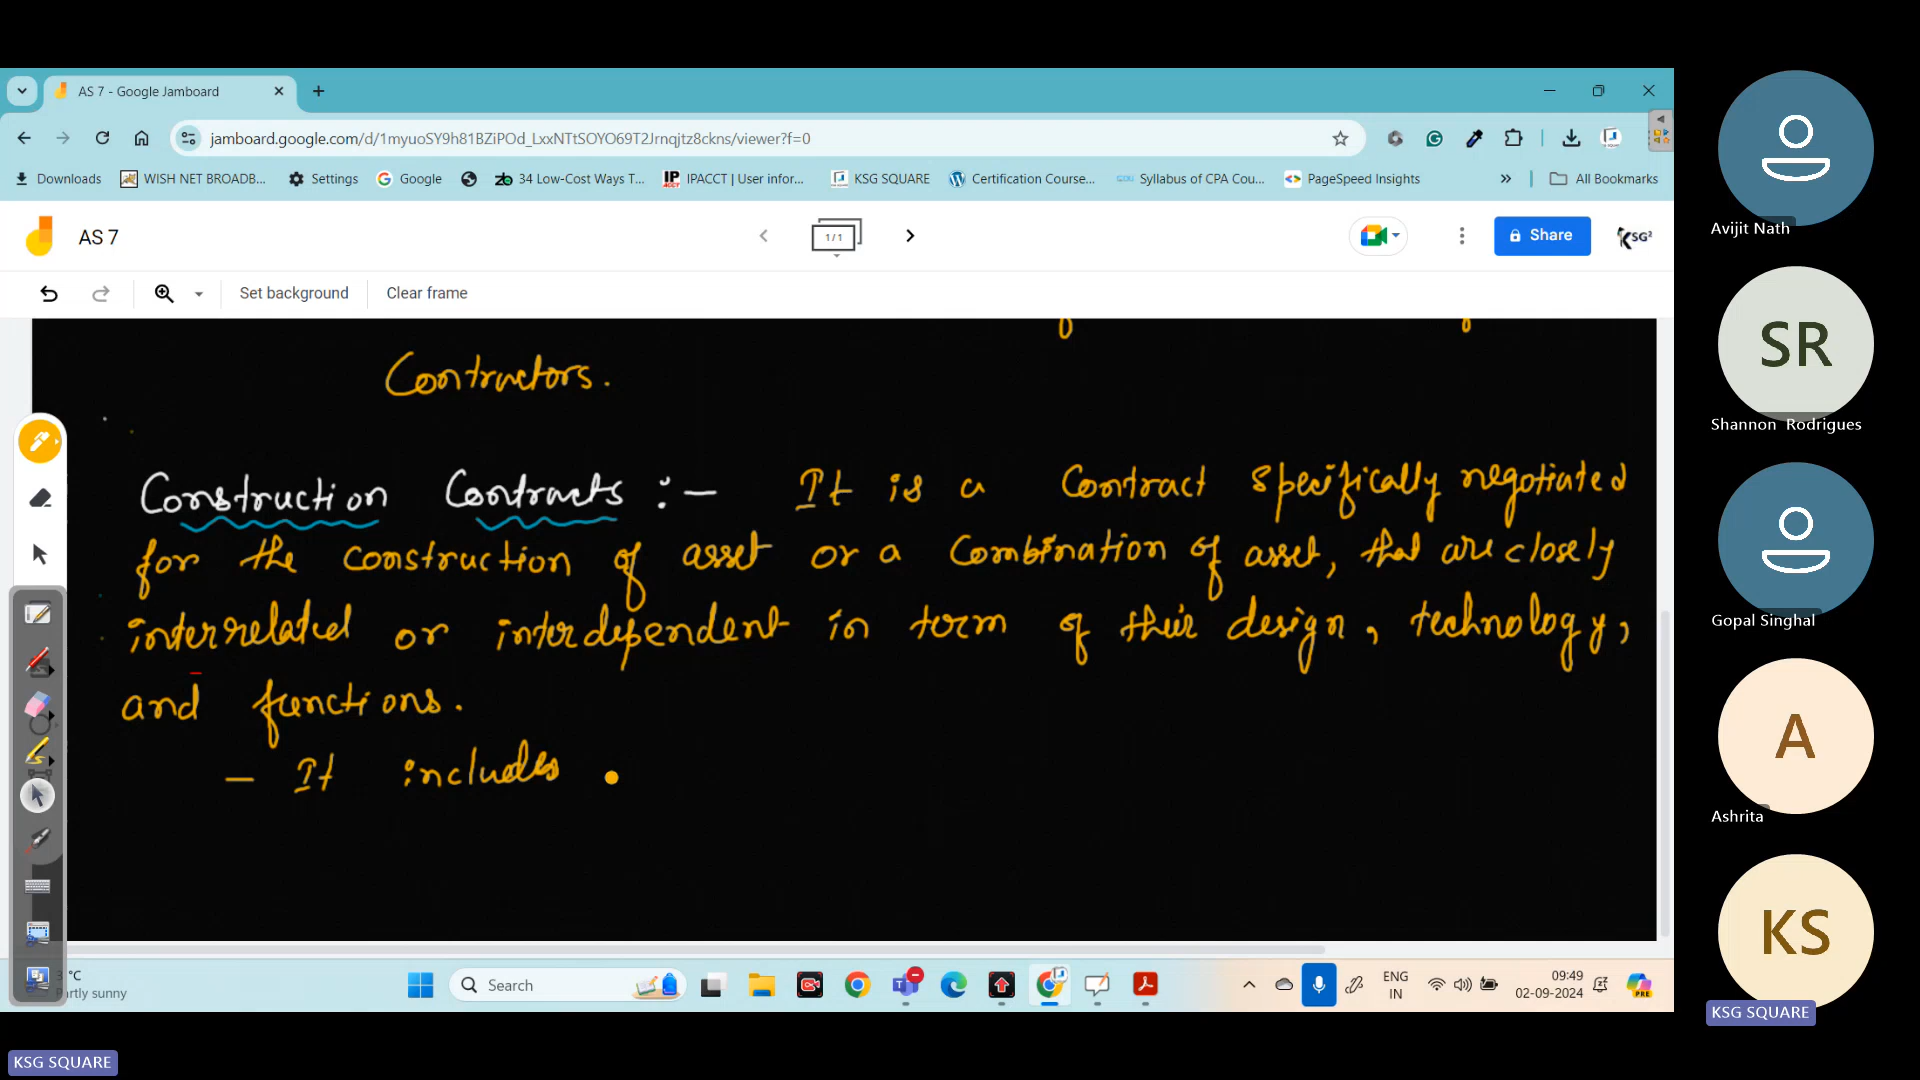 AS 7 - Google Jamboard
jamboard.google.com/d/1myuoSY9h81BZiPOd_LxxNTtSOYO69T2Jrnqjtz8ckns/viewer?f=0
Downloads WISH NET BROADB... Settings Google 34 Low-Cost Ways T... IPACCT | User infor... KSG SQUARE Certification Course... Syllabus of CPA Cou... PageSpeed Insights » All Bookmarks
AS 7 1/1 Share KSG²
Set background Clear frame
Contractors.
Construction Contracts :- It is a Contract specifically negotiated
for the construction of asset or a Combination of asset, that are closely
interrelated or interdependent in term of their design, technology,
and functions.
- It includes
Avijit Nath
SR
Shannon Rodrigues
Gopal Singhal
A
Ashrita
KS
KSG SQUARE
°C
Partly sunny
Search
ENG
IN
09:49
02-09-2024
KSG SQUARE